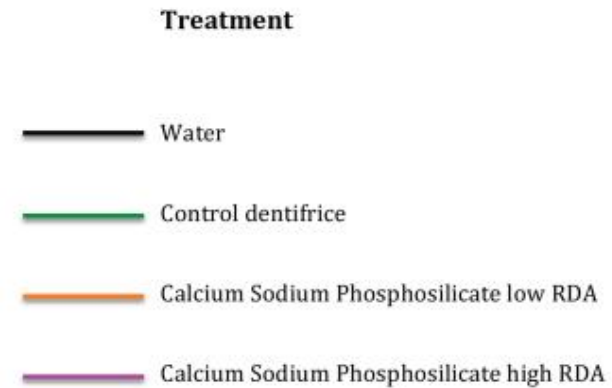 Treatment
Water
Control dentifrice
Calcium Sodium Phosphosilicate low RDA
Calcium Sodium Phosphosilicate high RDA